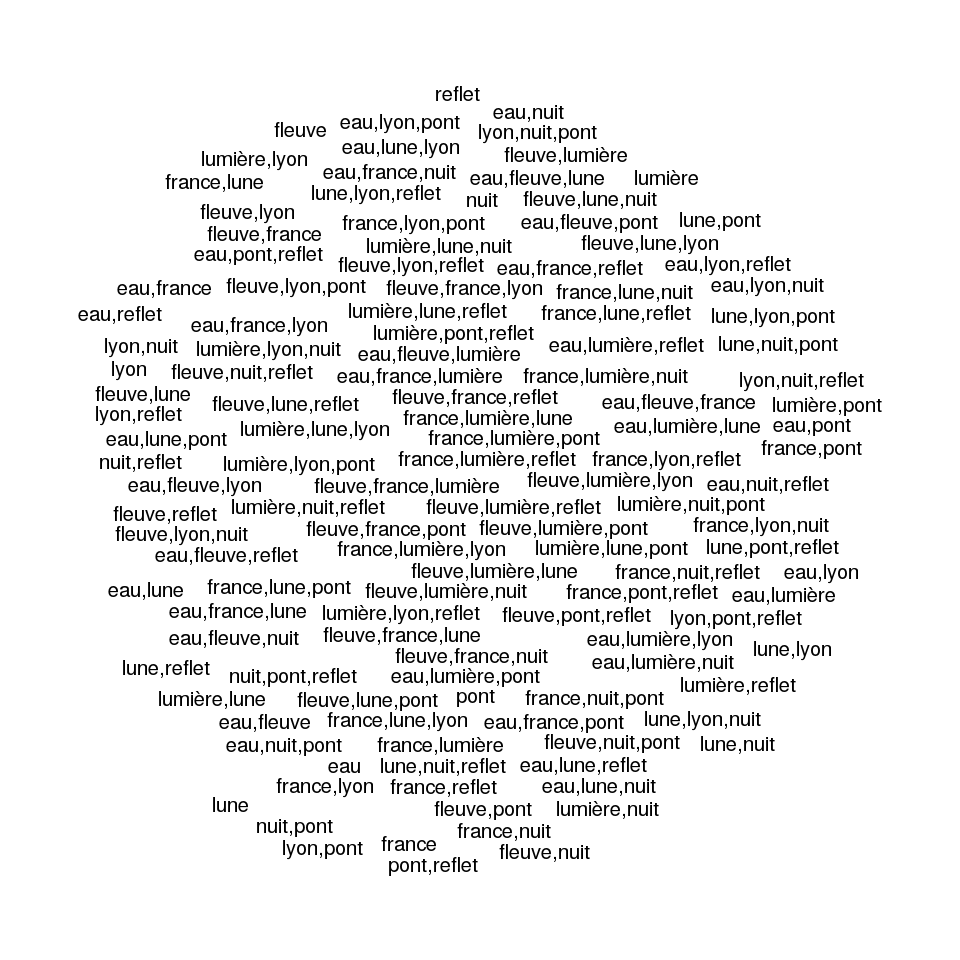 reflet
eau,nuit
fleuve eau,lyon,pont lyon,nuit,pont
lumière,lyon eau,lune,lyon fleuve,lumière
france,lune eau,france,nuit eau,fleuve,lune lumière
lune,lyon,reflet nuit fleuve,lune,nuit
fleuve,lyon france,lyon,pont eau,fleuve,pont lune,pont
fleuve,france lumière,lune,nuit fleuve,lune,lyon
eau,pont,reflet fleuve,lyon,reflet eau,france,reflet eau,lyon,reflet
eau,france fleuve,lyon,pont fleuve,france,lyon france,lune,nuit eau,lyon,nuit
eau,reflet eau,france,lyon lumière,lune,reflet france,lune,reflet lune,lyon,pont
lumière,pont,reflet
lyon,nuit lumière,lyon,nuit eau,fleuve,lumière eau,lumière,reflet lune,nuit,pont
lyon fleuve,nuit,reflet eau,france,lumière france,lumière,nuit lyon,nuit,reflet
fleuve,lune fleuve,lune,reflet fleuve,france,reflet eau,fleuve,france lumière,pont
lyon,reflet lumière,lune,lyon france,lumière,lune eau,lumière,lune eau,pont
eau,lune,pont france,lumière,pont france,pont
nuit,reflet lumière,lyon,pont france,lumière,reflet france,lyon,reflet
eau,fleuve,lyon fleuve,france,lumière fleuve,lumière,lyon eau,nuit,reflet
fleuve,reflet lumière,nuit,reflet fleuve,lumière,reflet lumière,nuit,pont
fleuve,lyon,nuit fleuve,france,pont fleuve,lumière,pont france,lyon,nuit
eau,fleuve,reflet france,lumière,lyon lumière,lune,pont lune,pont,reflet
fleuve,lumière,lune france,nuit,reflet eau,lyon
eau,lune france,lune,pont fleuve,lumière,nuit france,pont,reflet eau,lumière
eau,france,lune lumière,lyon,reflet fleuve,pont,reflet lyon,pont,reflet
eau,fleuve,nuit fleuve,france,lune eau,lumière,lyon lune,lyon
fleuve,france,nuit eau,lumière,nuit
lune,reflet nuit,pont,reflet eau,lumière,pont lumière,reflet
lumière,lune fleuve,lune,pont pont france,nuit,pont
eau,fleuve france,lune,lyon eau,france,pont lune,lyon,nuit
eau,nuit,pont france,lumière fleuve,nuit,pont lune,nuit
eau lune,nuit,reflet eau,lune,reflet
france,lyon france,reflet eau,lune,nuit
lune fleuve,pont lumière,nuit
nuit,pont france,nuit
lyon,pont france fleuve,nuit
pont,reflet